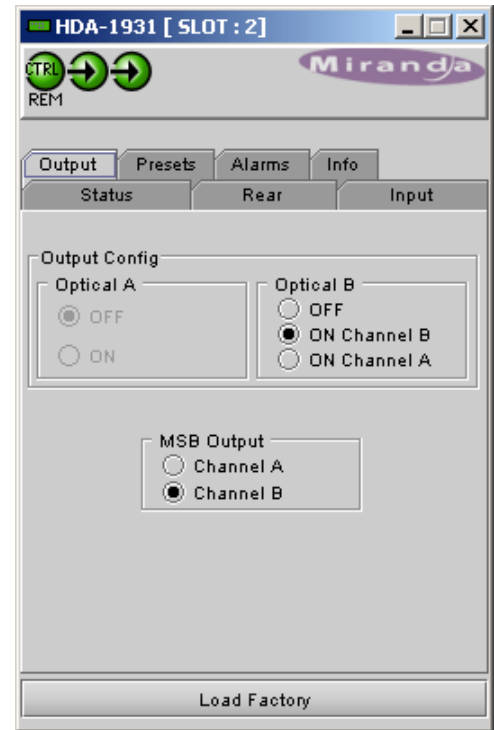 HDA-1931 [ SLOT : 2]
CTRL
REM
Miranda
Output Presets Alarms Info
Status Rear Input
Output Config
Optical A
OFF
ON
Optical B
OFF
ON Channel B
ON Channel A
MSB Output
Channel A
Channel B
Load Factory